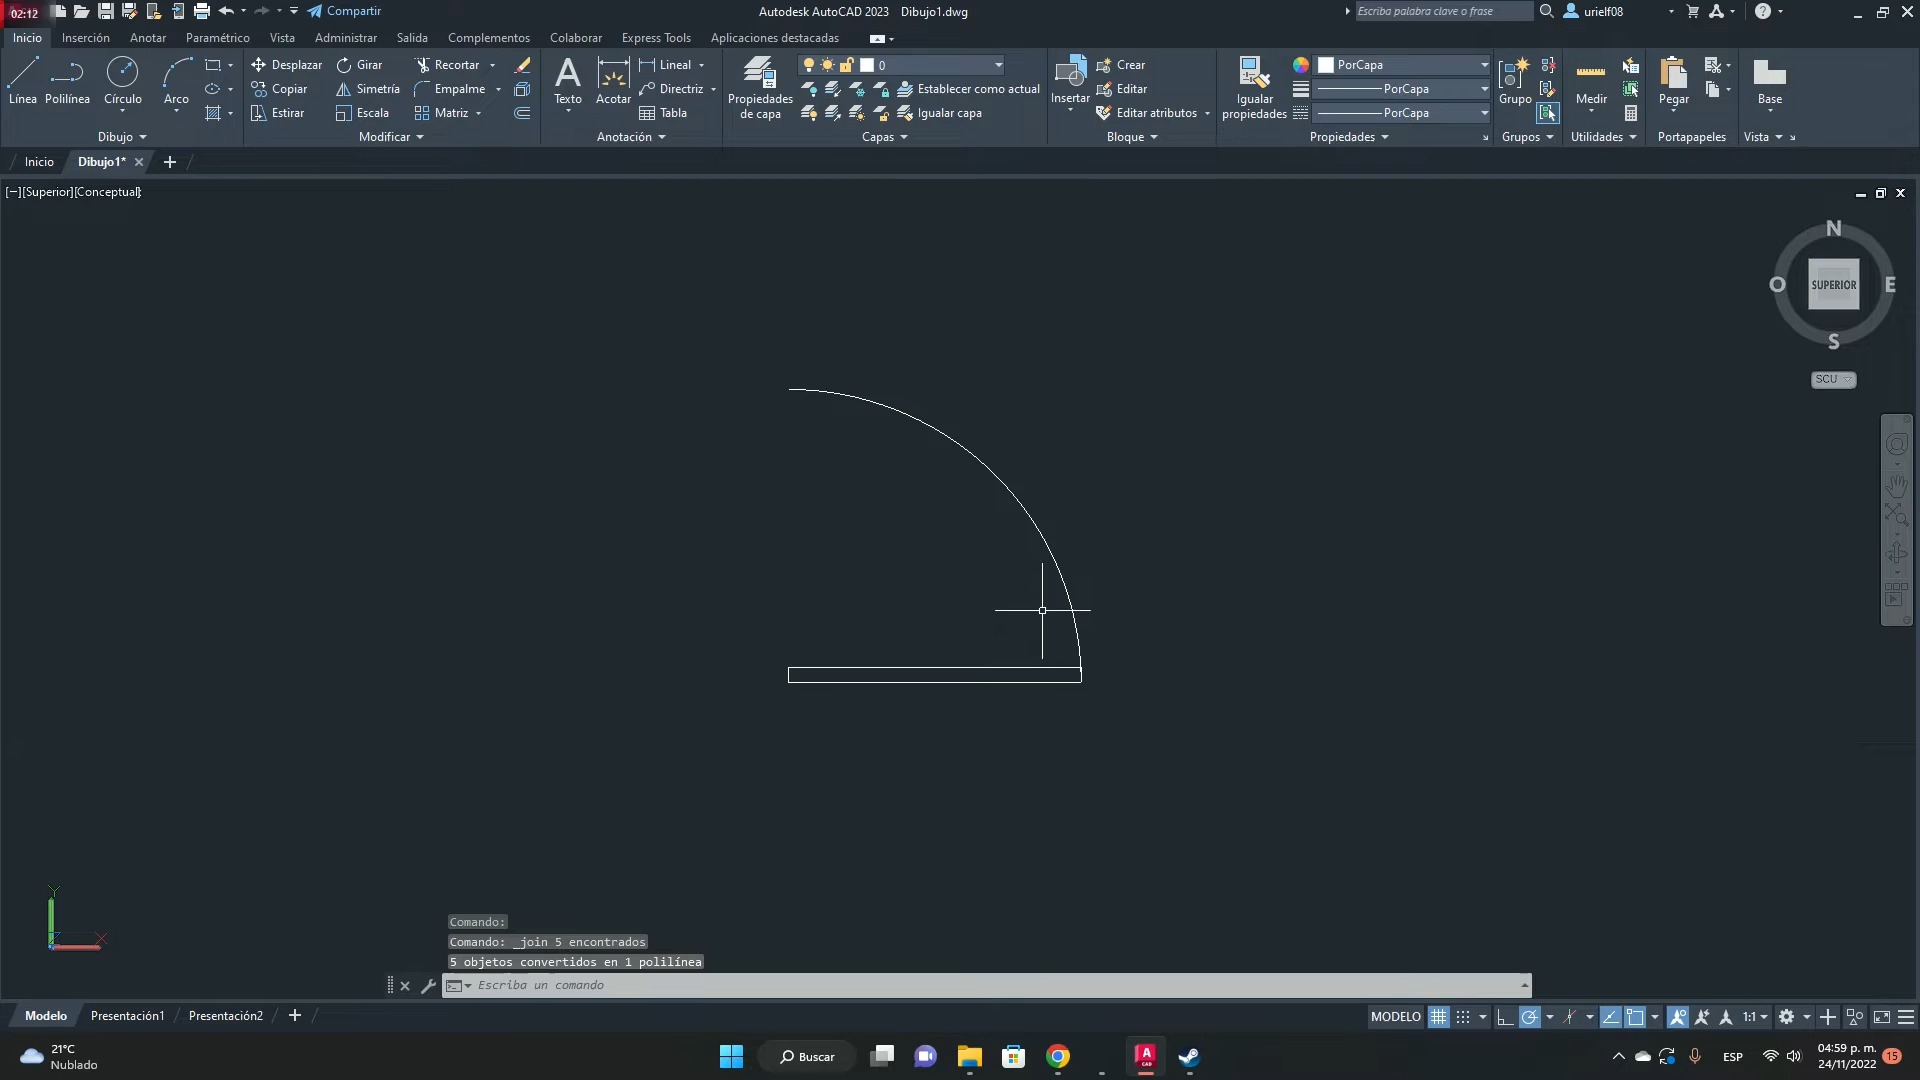 02:12
Compartir
Autodesk AutoCAD 2023 Dibujo1.dwg
Escriba palabra clave o frase
urielf08
Inicio Inserción Anotar Paramétrico Vista Administrar Salida Complementos Colaborar Express Tools Aplicaciones destacadas
Línea Polilínea Círculo Arco
Dibujo
Desplazar Girar Recortar
Copiar Simetría Empalme
Estirar Escala Matriz
Modificar
Texto Acotar
Lineal
Directriz
Tabla
Anotación
Propiedades
de capa
0
Establecer como actual
Igualar capa
Capas
Insertar
Crear
Editar
Editar atributos
Bloque
Igualar
propiedades
PorCapa
PorCapa
PorCapa
Propiedades
Grupo
Grupos
Medir
Utilidades
Pegar
Portapapeles
Base
Vista
Inicio Dibujo1*
[−][Superior][Conceptual]
N
O SUPERIOR E
S
SCU
Y
X
Comando:
Comando: _join 5 encontrados
5 objetos convertidos en 1 polilínea
Escriba un comando
Modelo Presentación1 Presentación2
MODELO 1:1
21°C
Nublado
Buscar
A
CAD
ESP
04:59 p. m.
24/11/2022
15